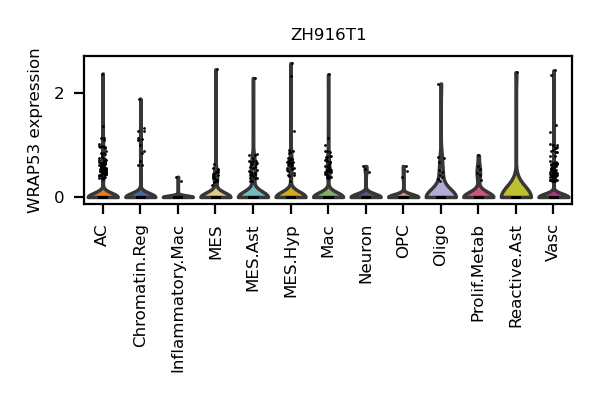 ZH916T1
WRAP53 expression
2
0
AC
Chromatin.Reg
Inflammatory.Mac
MES
MES.Ast
MES.Hyp
Mac
Neuron
OPC
Oligo
Prolif.Metab
Reactive.Ast
Vasc